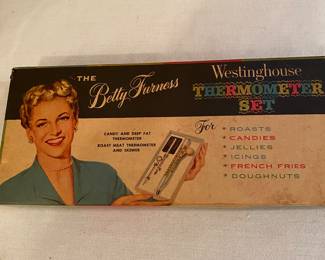 THE
Betty Furness
Westinghouse
THERMOMETER
SET
CANDY AND DEEP FAT
THERMOMETER
ROAST MEAT THERMOMETER
AND SKEWER
For
• ROASTS
• CANDIES
• JELLIES
• ICINGS
• FRENCH FRIES
• DOUGHNUTS